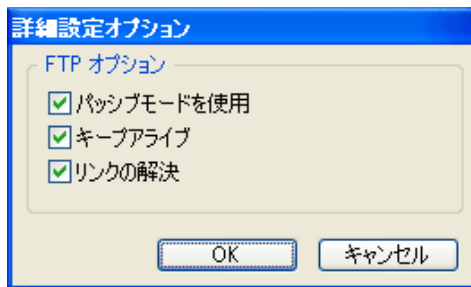 詳細設定オプション
FTP オプション
パッシブモードを使用
キープアライブ
リンクの解決
OK
キャンセル